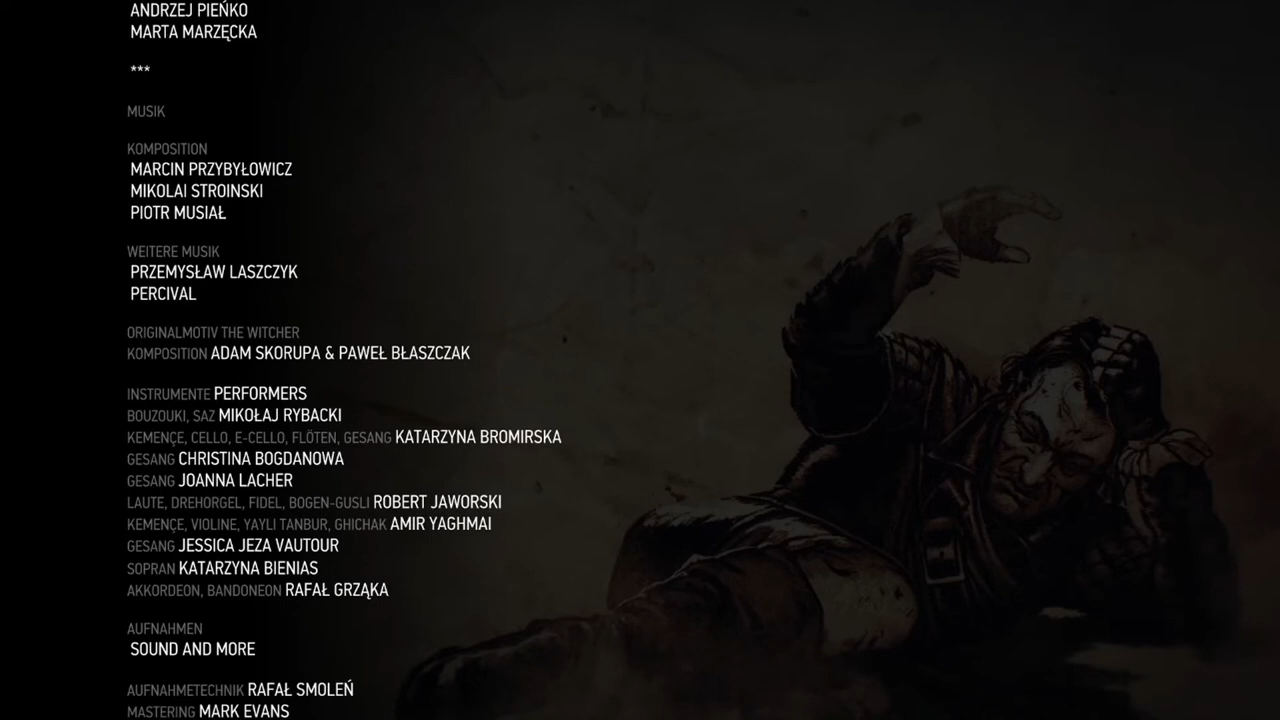 ANDRZEJ PIEŃKO
MARTA MARZĘCKA
***
MUSIK
KOMPOSITION
MARCIN PRZYBYŁOWICZ
MIKOLAI STROINSKI
PIOTR MUSIAŁ
WEITERE MUSIK
PRZEMYSŁAW LASZCZYK
PERCIVAL
ORIGINALMOTIV THE WITCHER
KOMPOSITION ADAM SKORUPA & PAWEŁ BŁASZCZAK
INSTRUMENTE PERFORMERS
BOUZOUKI, SAZ MIKOŁAJ RYBACKI
KEMENÇE, CELLO, E-CELLO, FLÖTEN, GESANG KATARZYNA BROMIRSKA
GESANG CHRISTINA BOGDANOWA
GESANG JOANNA LACHER
LAUTE, DREHORGEL, FIDEL, BOGEN-GUSLI ROBERT JAWORSKI
KEMENÇE, VIOLINE, YAYLI TANBUR, GHICHAK AMIR YAGHMAI
GESANG JESSICA JEZA VAUTOUR
SOPRAN KATARZYNA BIENIAS
AKKORDEON, BANDONEON RAFAŁ GRZĄKA
AUFNAHMEN
SOUND AND MORE
AUFNAHMETECHNIK RAFAŁ SMOLEŃ
MASTERING MARK EVANS